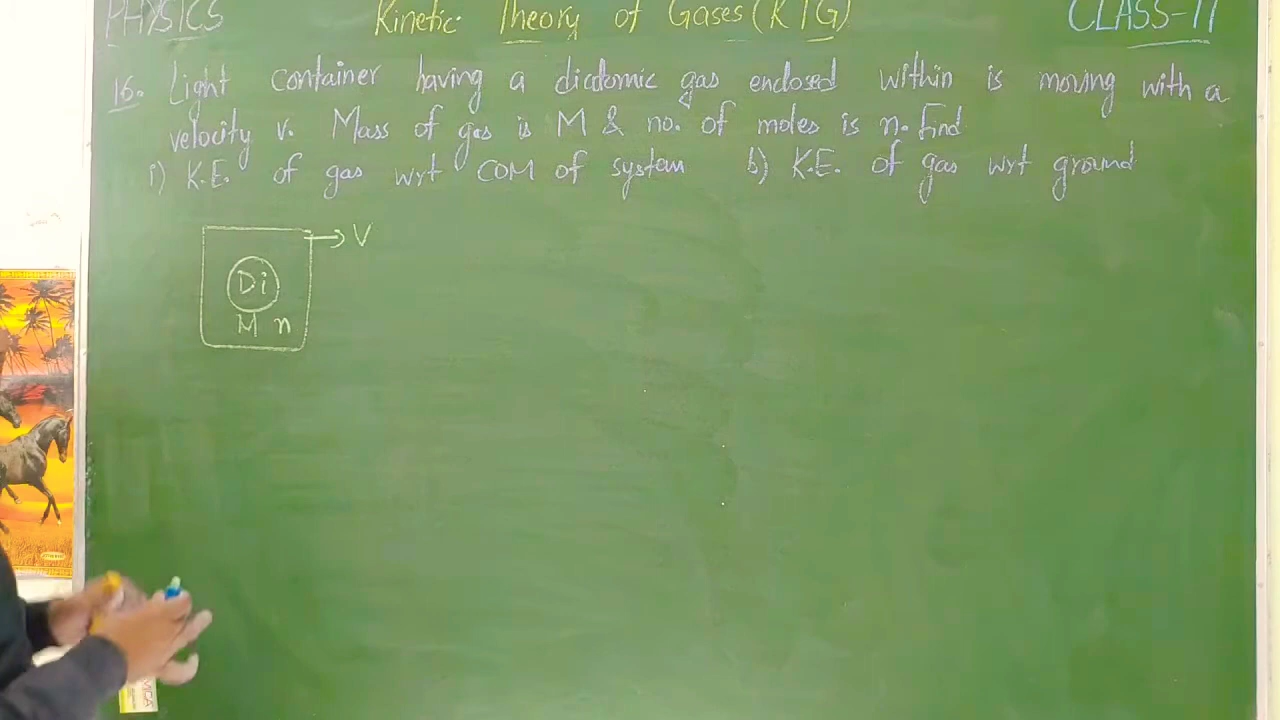 PHYSICS Kinetic Theory of Gases (KTG) CLASS-11
16. Light container having a diatomic gas enclosed within is moving with a
velocity v. Mass of gas is M & no. of moles is n. Find
i) K.E. of gas wrt COM of system b) K.E. of gas wrt ground
→ V
Di
M n